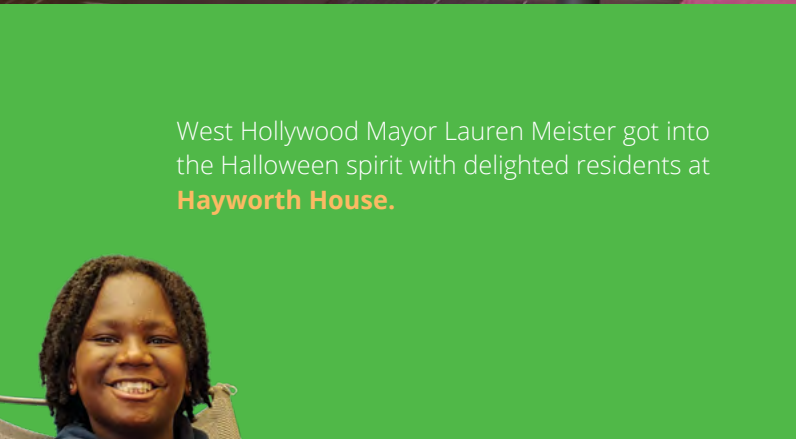 West Hollywood Mayor Lauren Meister got into
the Halloween spirit with delighted residents at
Hayworth House.